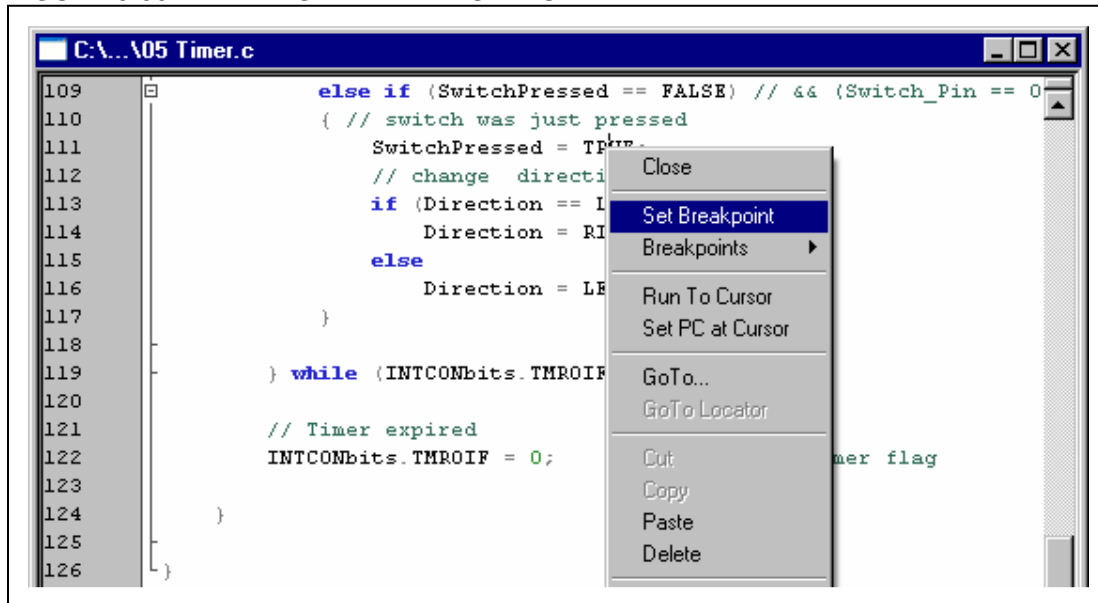 C:\...\05 Timer.c
109 else if (SwitchPressed == FALSE) // && (Switch_Pin == 0
110 { // switch was just pressed
111 SwitchPressed = TRUE;
112 // change directi
113 if (Direction == L
114 Direction = RI
115 else
116 Direction = LE
117 }
118
119 } while (INTCONbits.TMR0IF
120
121 // Timer expired
122 INTCONbits.TMR0IF = 0; mer flag
123
124 }
125
126 }
Close
Set Breakpoint
Breakpoints
Run To Cursor
Set PC at Cursor
GoTo...
GoTo Locator
Cut
Copy
Paste
Delete